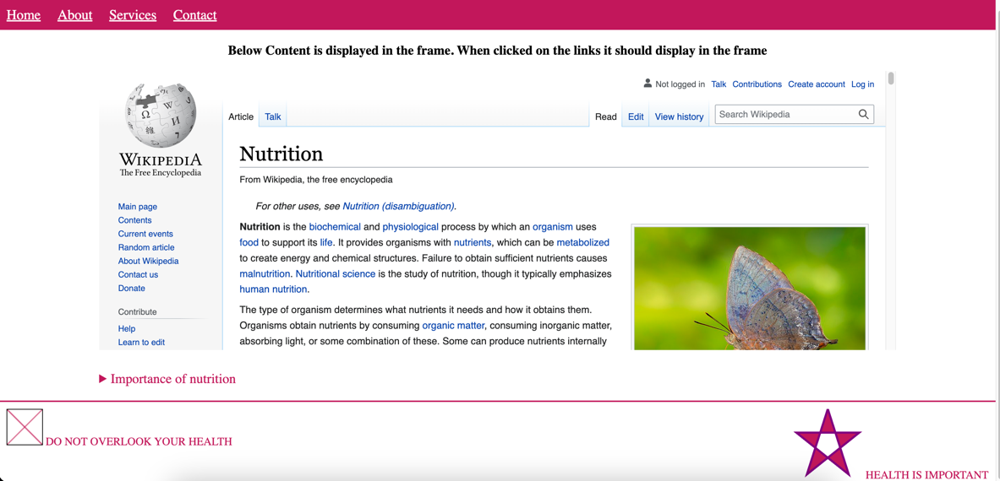 Home About Services Contact
Below Content is displayed in the frame. When clicked on the links it should display in the frame
Not logged in Talk Contributions Create account Log in
Article Talk Read Edit View history Search Wikipedia
WIKIPEDIA
The Free Encyclopedia
Main page
Contents
Current events
Random article
About Wikipedia
Contact us
Donate
Contribute
Help
Learn to edit
Nutrition
From Wikipedia, the free encyclopedia
For other uses, see Nutrition (disambiguation).
Nutrition is the biochemical and physiological process by which an organism uses
food to support its life. It provides organisms with nutrients, which can be metabolized
to create energy and chemical structures. Failure to obtain sufficient nutrients causes
malnutrition. Nutritional science is the study of nutrition, though it typically emphasizes
human nutrition.
The type of organism determines what nutrients it needs and how it obtains them.
Organisms obtain nutrients by consuming organic matter, consuming inorganic matter,
absorbing light, or some combination of these. Some can produce nutrients internally
Importance of nutrition
DO NOT OVERLOOK YOUR HEALTH
HEALTH IS IMPORTANT